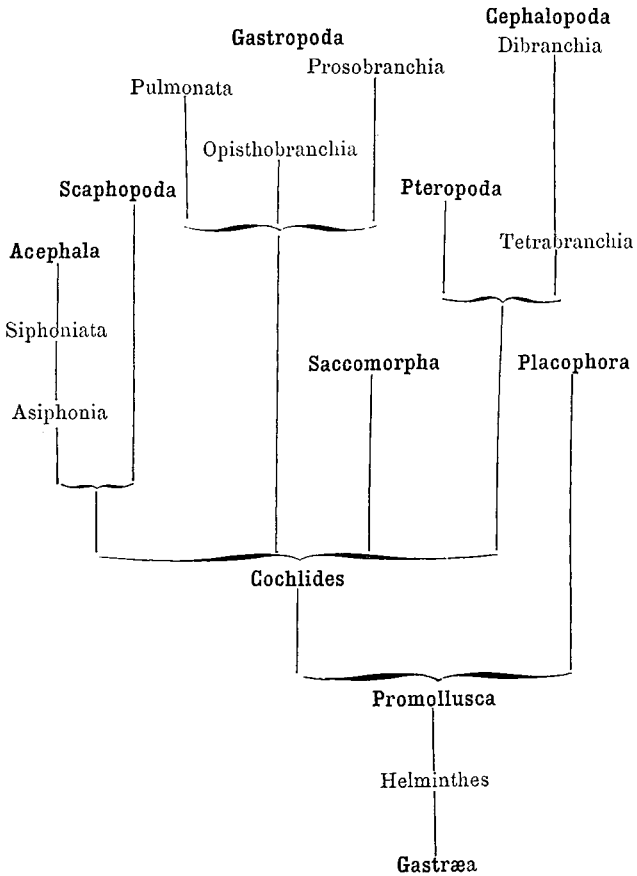 Cephalopoda
Gastropoda
Dibranchia
Prosobranchia
Pulmonata
Opisthobranchia
Scaphopoda
Pteropoda
Tetrabranchia
Acephala
Siphoniata
Saccomorpha
Placophora
Asiphonia
Cochlides
Promollusca
Helminthes
Gastræa